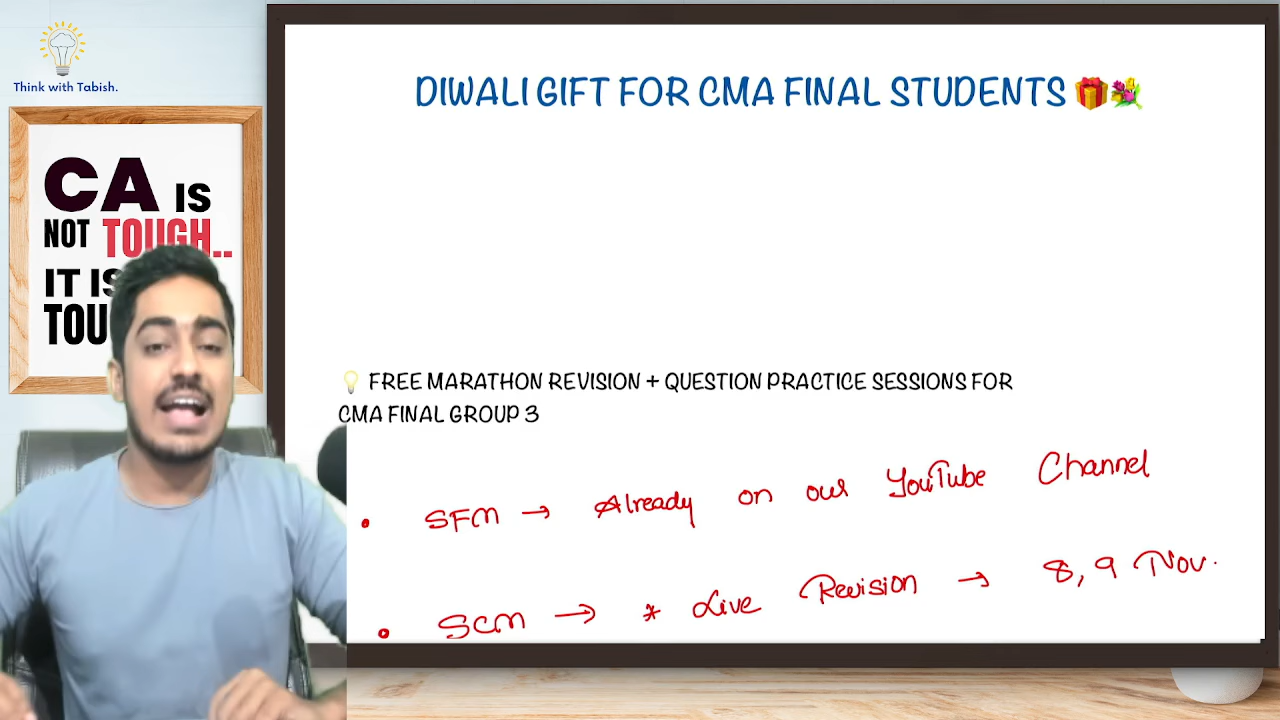 Think with Tabish.
CA IS
NOT TOUGH..
IT IS
TOU
DIWALI GIFT FOR CMA FINAL STUDENTS 🎁💐
💡 FREE MARATHON REVISION + QUESTION PRACTICE SESSIONS FOR
CMA FINAL GROUP 3
• SFM → Already on our YouTube Channel
• SCM → * Live Revision → 8, 9 Nov.